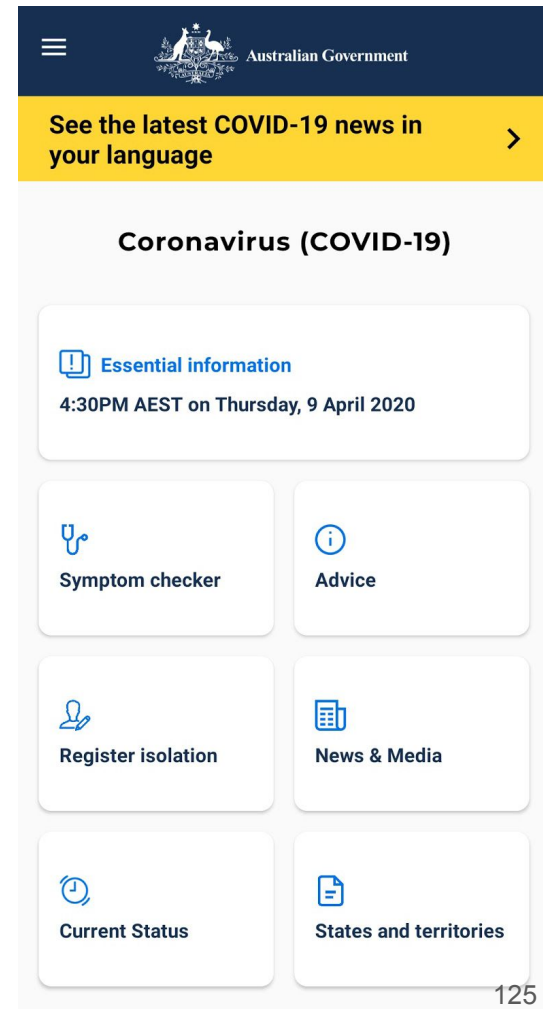 Australian Government
See the latest COVID-19 news in
your language
Coronavirus (COVID-19)
Essential information
4:30PM AEST on Thursday, 9 April 2020
Symptom checker
Advice
Register isolation
News & Media
Current Status
States and territories
125